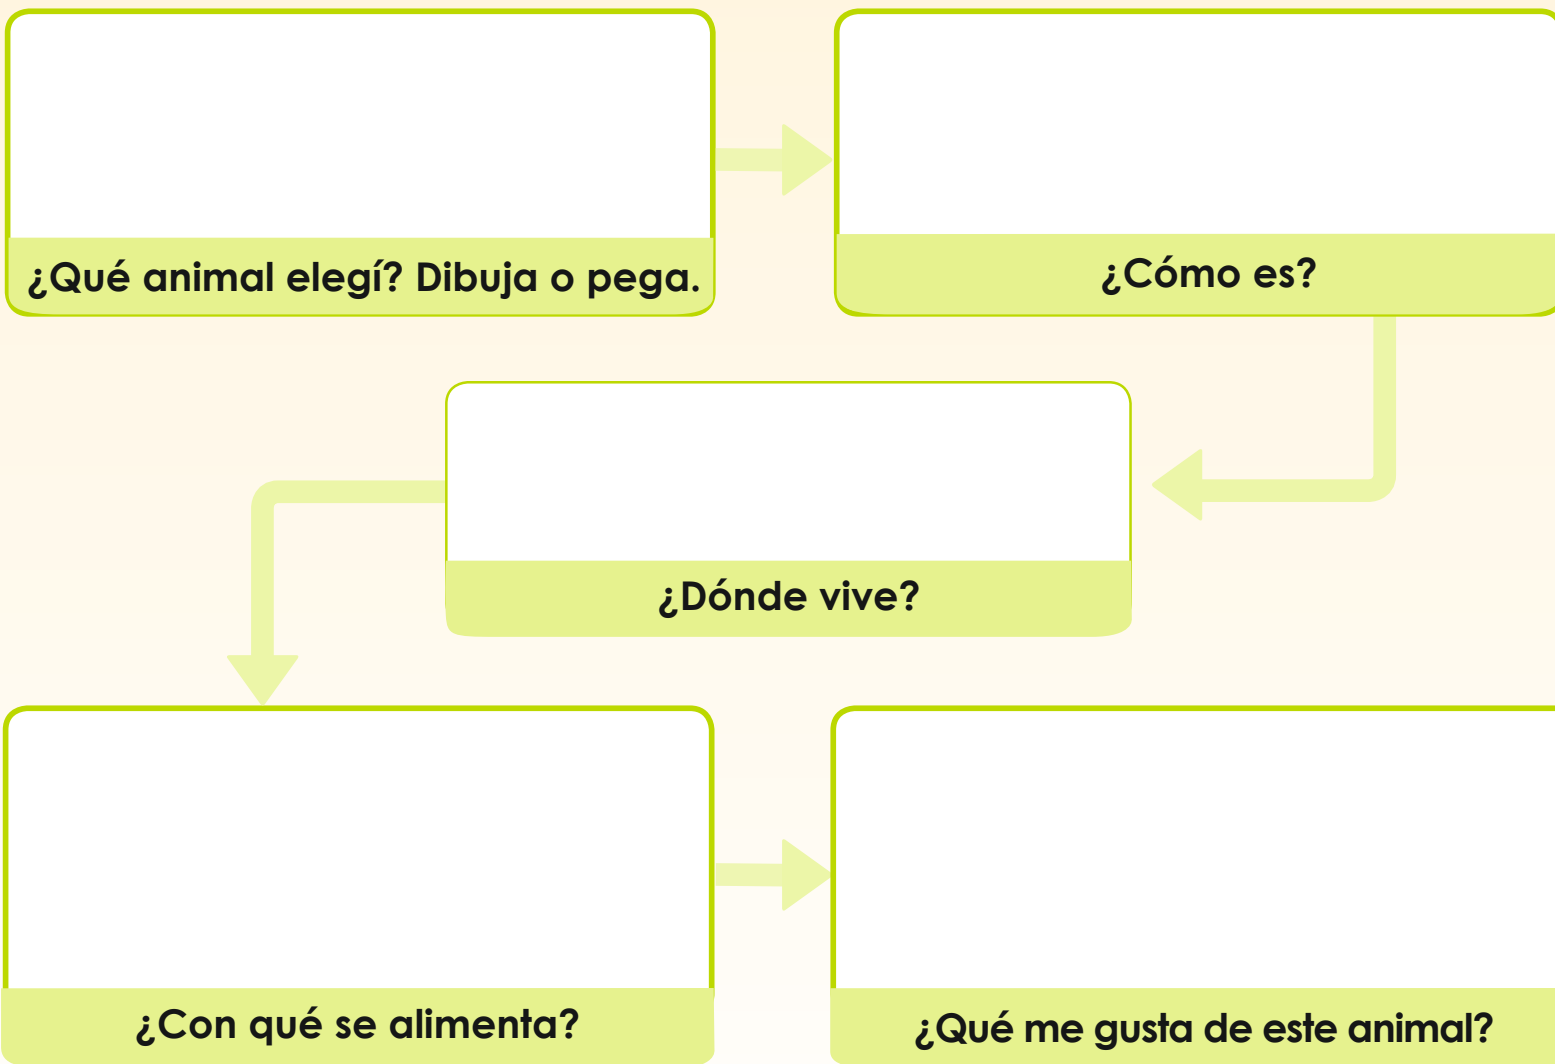 ¿Qué animal elegí? Dibuja o pega.
¿Cómo es?
¿Dónde vive?
¿Con qué se alimenta?
¿Qué me gusta de este animal?